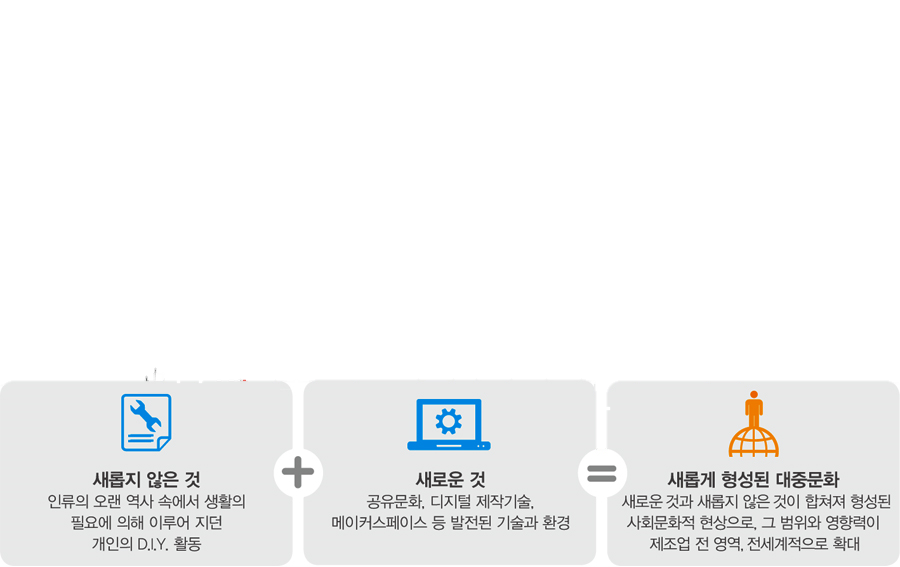 새롭지 않은 것
인류의 오랜 역사 속에서 생활의
필요에 의해 이루어 지던
개인의 D.I.Y. 활동
+
새로운 것
공유문화, 디지털 제작기술,
메이커스페이스 등 발전된 기술과 환경
=
새롭게 형성된 대중문화
새로운 것과 새롭지 않은 것이 합쳐져 형성된
사회문화적 현상으로, 그 범위와 영향력이
제조업 전 영역, 전세계적으로 확대